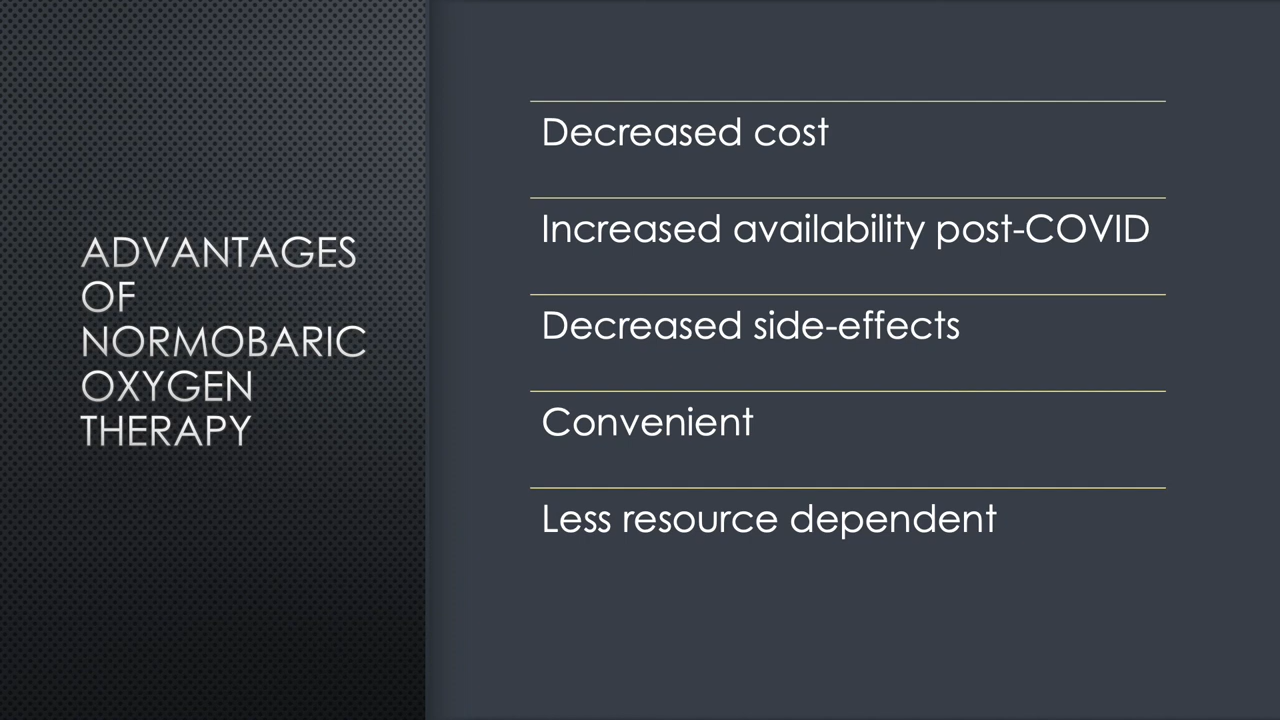 ADVANTAGES
OF
NORMOBARIC
OXYGEN
THERAPY
Decreased cost
Increased availability post-COVID
Decreased side-effects
Convenient
Less resource dependent